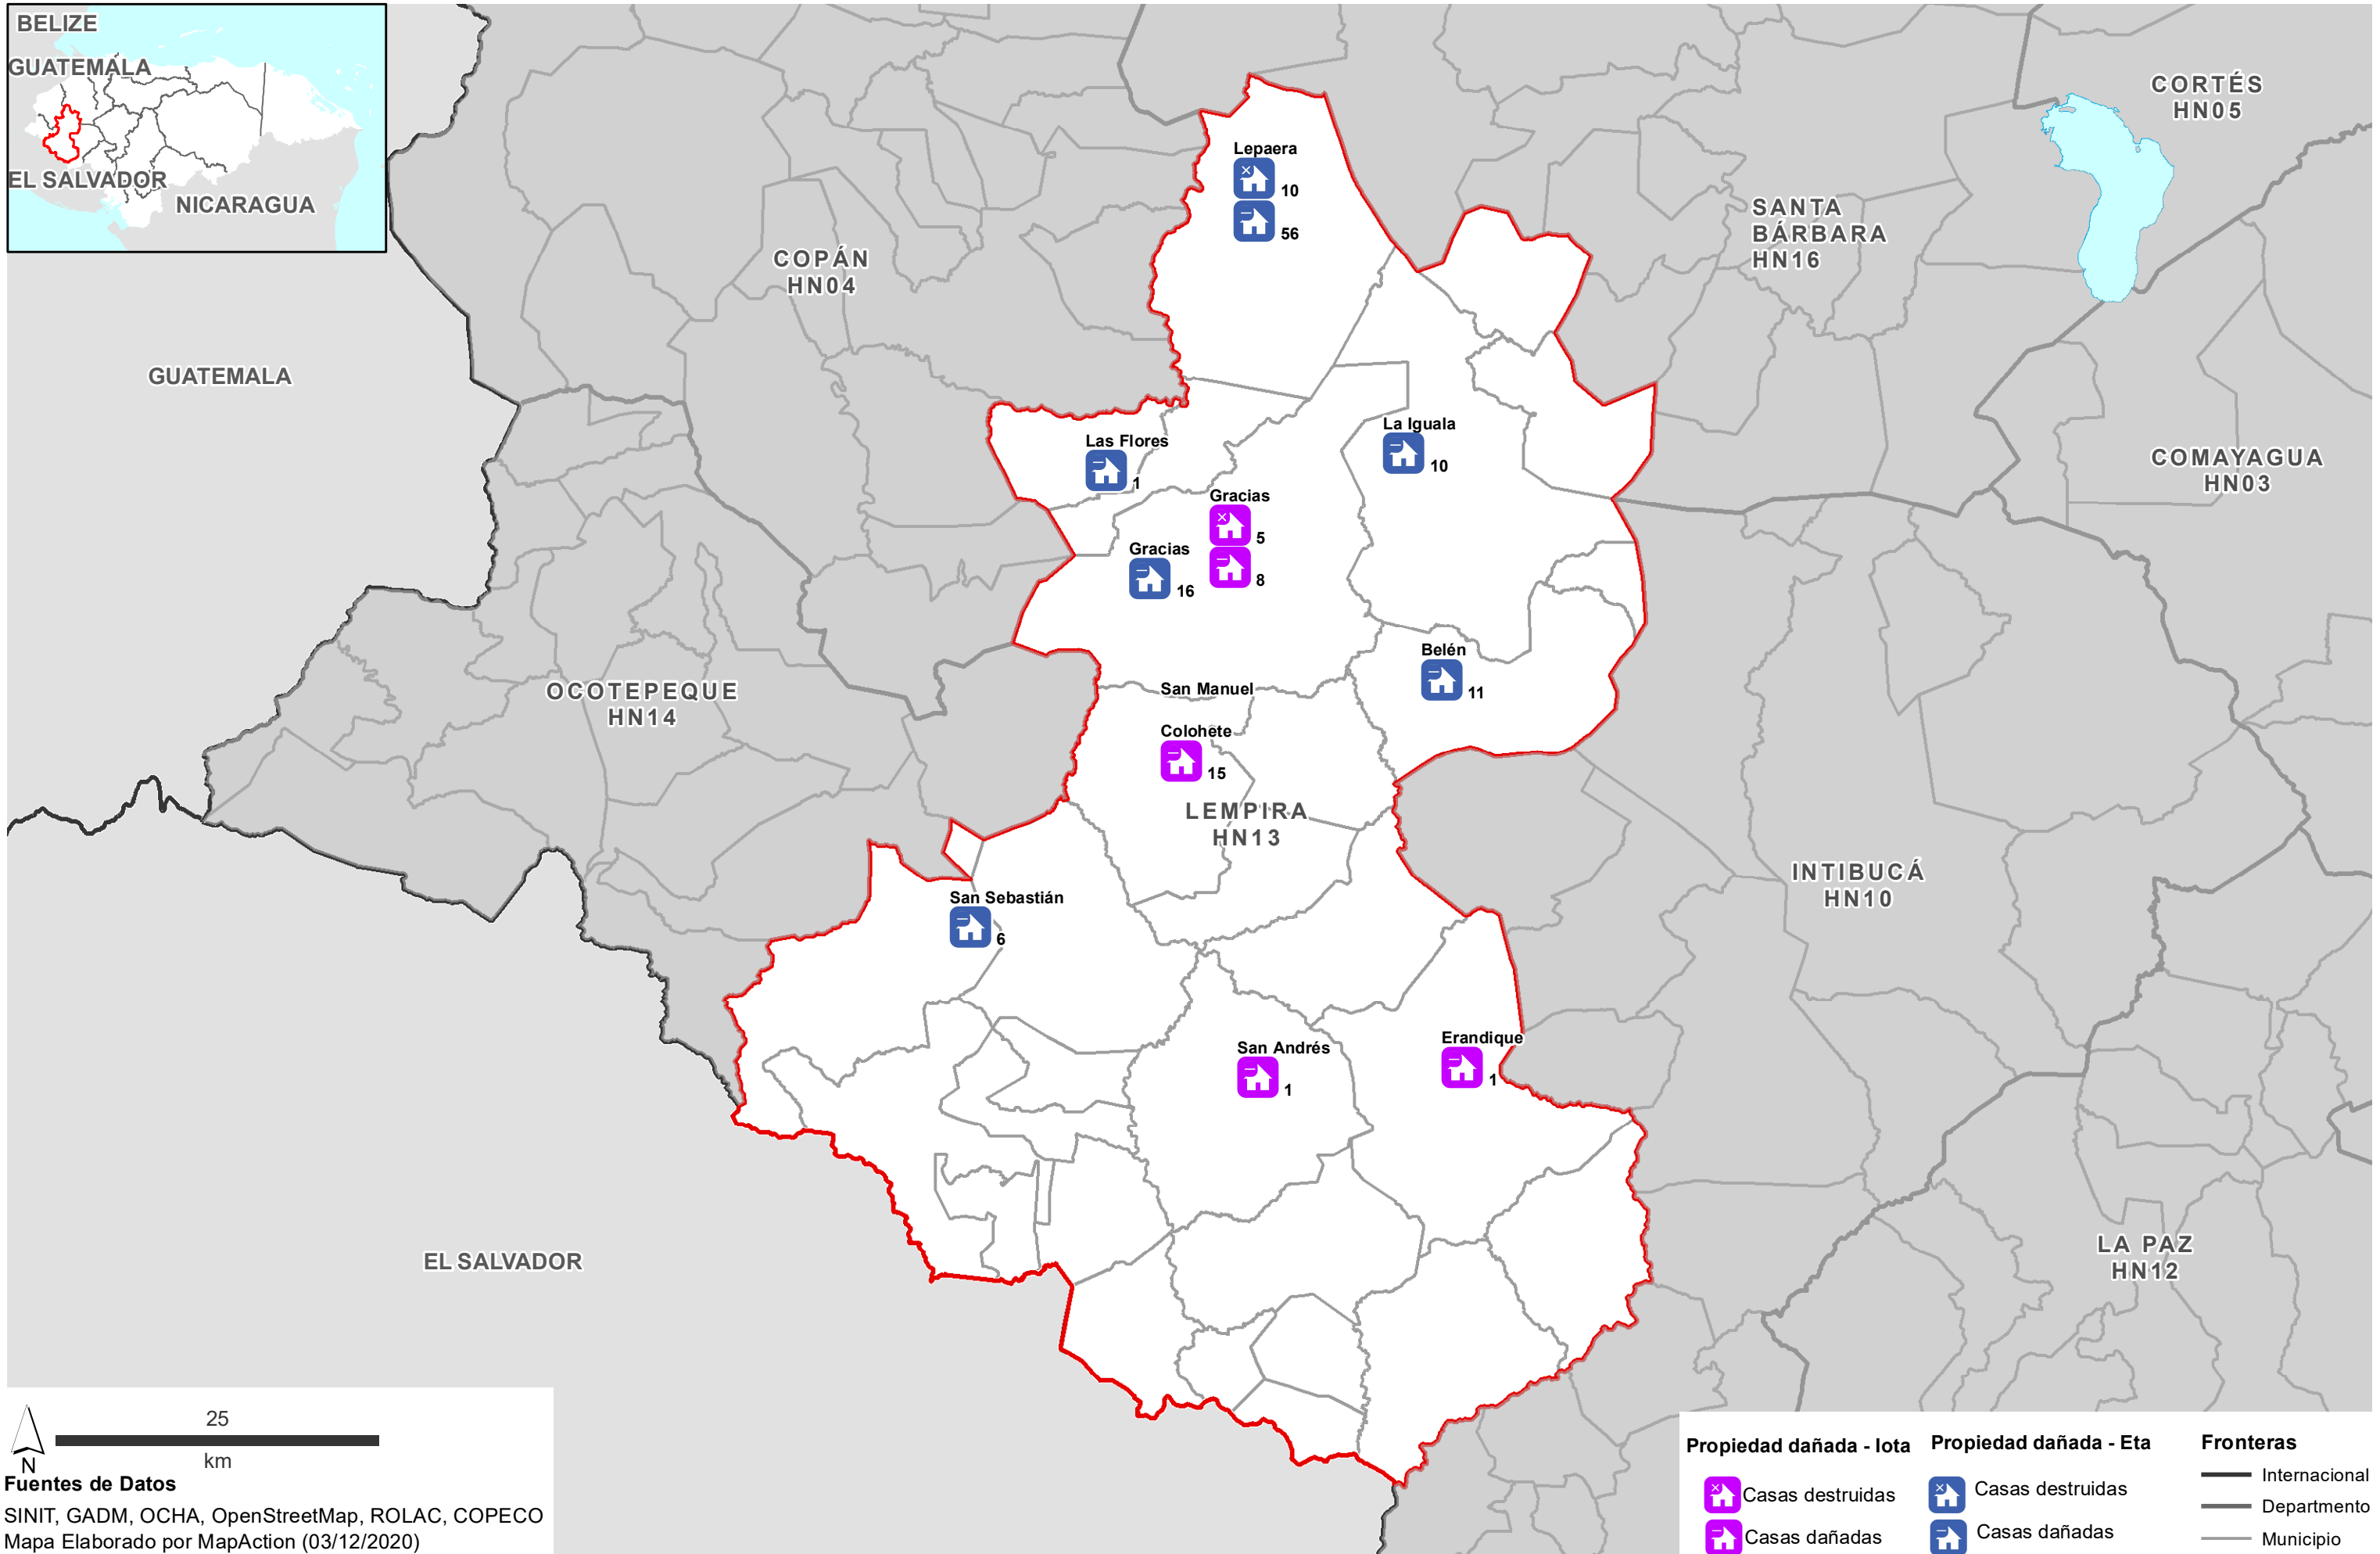 BELIZE
GUATEMALA
EL SALVADOR
NICARAGUA
CORTÉS
HN05
SANTA
BÁRBARA
HN16
COPÁN
HN04
GUATEMALA
COMAYAGUA
HN03
OCOTEPEQUE
HN14
LEMPIRA
HN13
INTIBUCÁ
HN10
LA PAZ
HN12
EL SALVADOR
Lepaera
10
56
Las Flores
1
La Iguala
10
Gracias
5
8
Gracias
16
Belén
11
San Manuel
Colohete
15
San Sebastián
6
San Andrés
1
Erandique
1
25
km
N
Fuentes de Datos
SINIT, GADM, OCHA, OpenStreetMap, ROLAC, COPECO
Mapa Elaborado por MapAction (03/12/2020)
Propiedad dañada - Iota
Casas destruidas
Casas dañadas
Propiedad dañada - Eta
Casas destruidas
Casas dañadas
Fronteras
Internacional
Departmento
Municipio